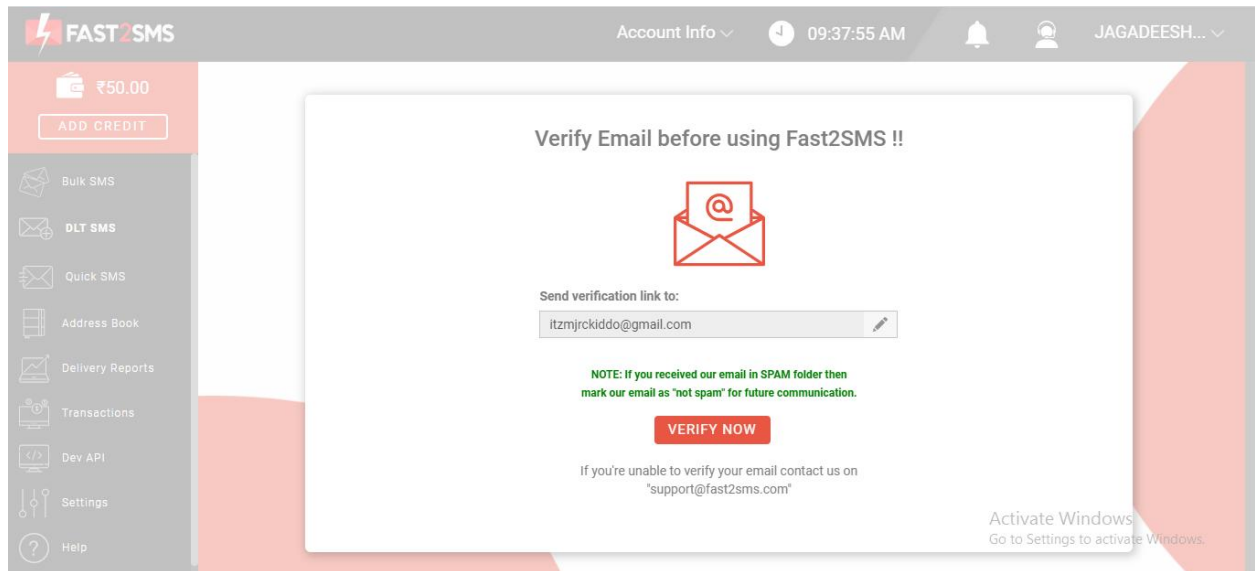 FAST2SMS
Account Info
09:37:55 AM
JAGADEESH...
₹50.00
ADD CREDIT
Bulk SMS
DLT SMS
Quick SMS
Address Book
Delivery Reports
Transactions
Dev API
Settings
Help
Verify Email before using Fast2SMS !!
@
Send verification link to:
itzmjrckiddo@gmail.com
NOTE: If you received our email in SPAM folder then
mark our email as "not spam" for future communication.
VERIFY NOW
If you're unable to verify your email contact us on
"support@fast2sms.com"
Activate Windows
Go to Settings to activate Windows.